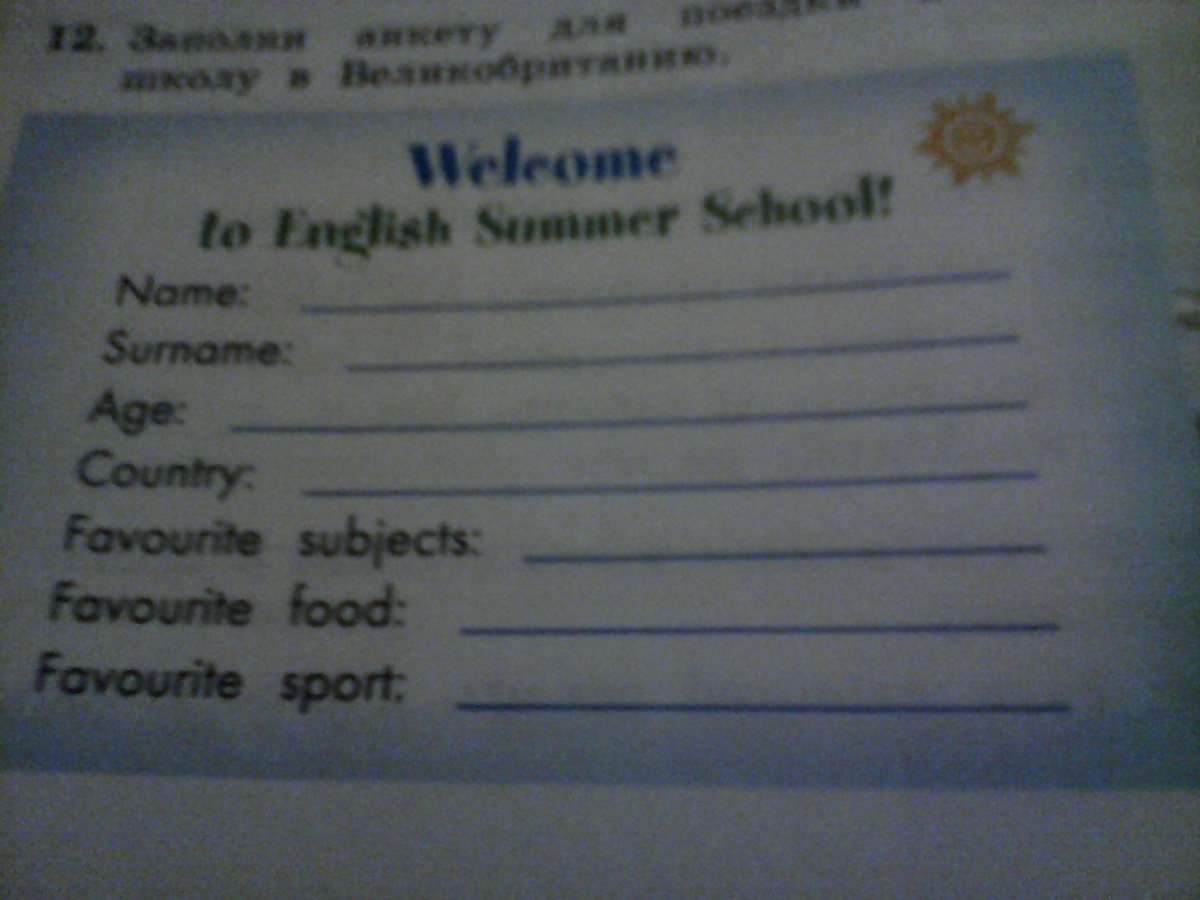 12. Заполни анкету для поездки в
школу в Великобританию.
Welcome
to English Summer School!
Name:
Surname:
Age:
Country:
Favourite subjects:
Favourite food:
Favourite sport: